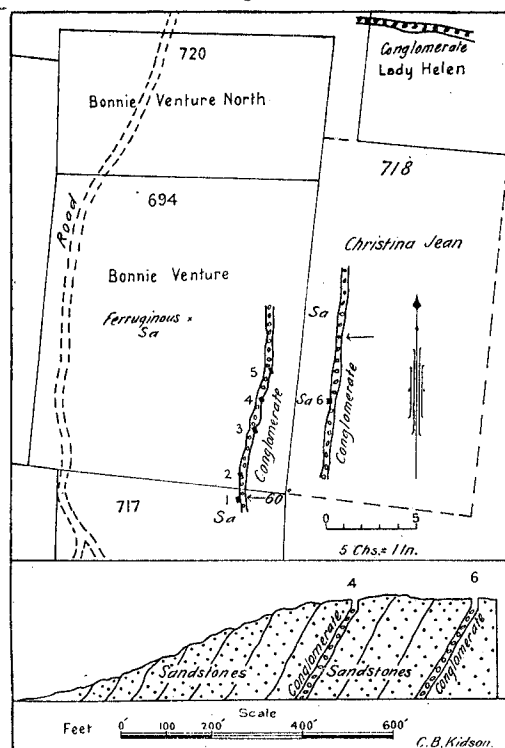 720
Conglomerate
Lady Helen
Bonnie Venture North
718
694
Road
Christina Jean
Bonnie Venture
Ferruginous ×
Sa
Sa
5
4
Sa 6
3
Conglomerate
Conglomerate
2
1
60
717
Sa
0 5
5 Chs. = 1 In.
4 6
Sandstones
Conglomerate
Sandstones
Conglomerate
Scale
Feet 0' 100' 200' 400' 600'
C.B. Kidson.